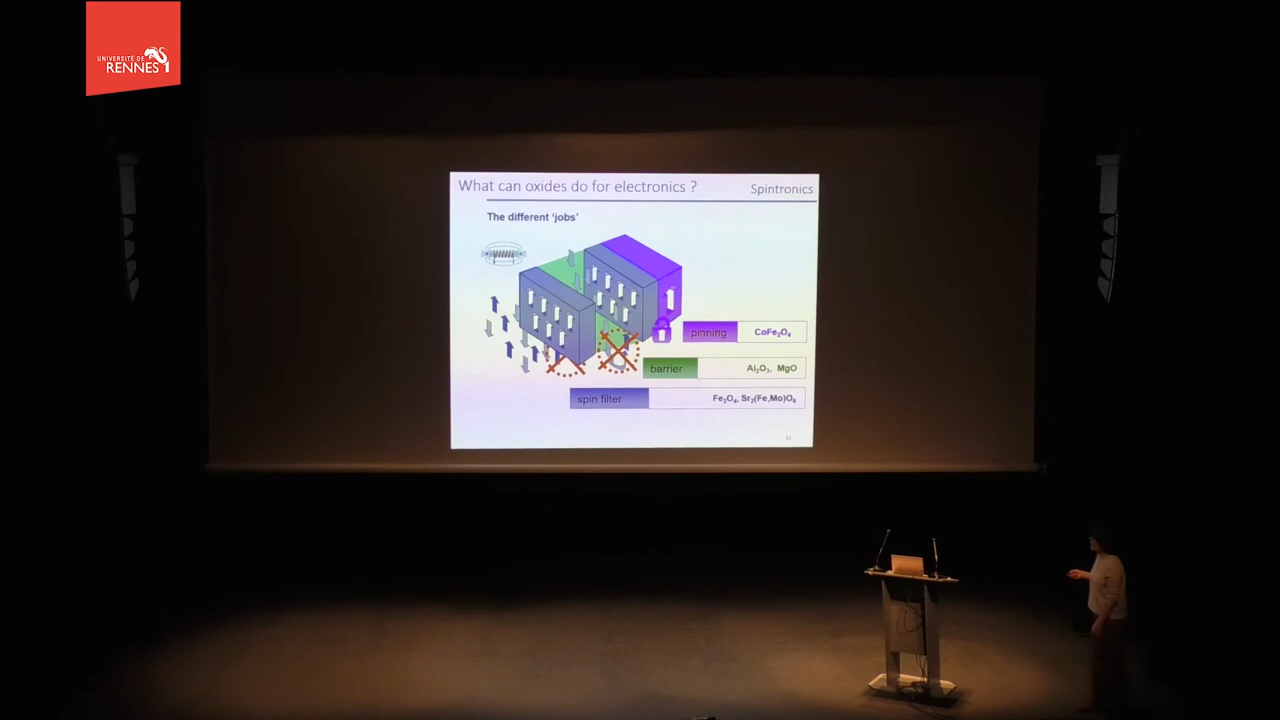 UNIVERSITÉ DE
RENNES 1
What can oxides do for electronics ?
Spintronics
The different ‘jobs’
pinning
CoFe₂O₄
barrier
Al₂O₃, MgO
spin filter
Fe₃O₄, Sr₂(Fe,Mo)O₆